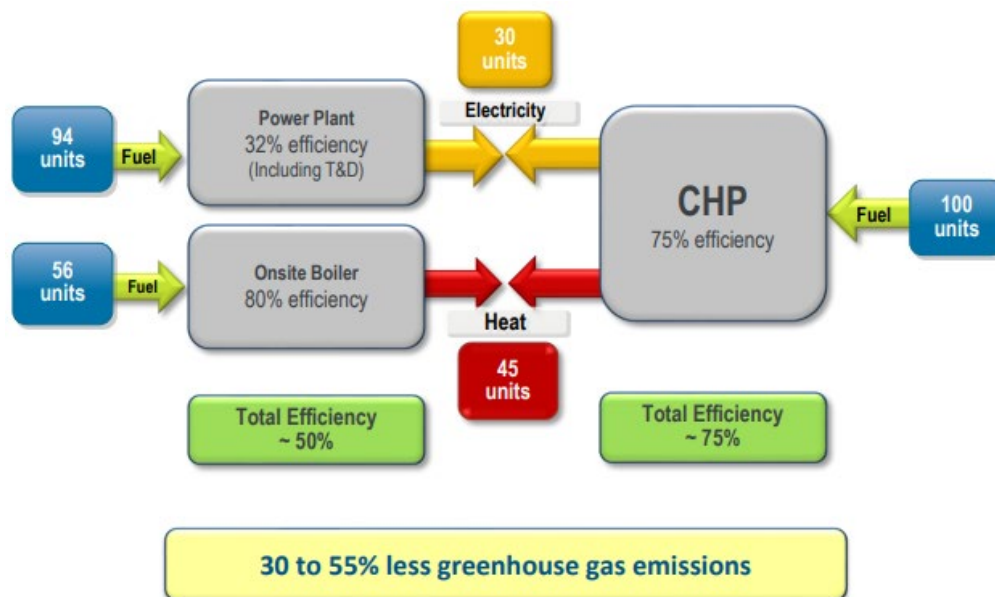 30
units
Electricity
94
units
Fuel
Power Plant
32% efficiency
(Including T&D)
CHP
75% efficiency
Fuel
100
units
56
units
Fuel
Onsite Boiler
80% efficiency
Heat
45
units
Total Efficiency
~ 50%
Total Efficiency
~ 75%
30 to 55% less greenhouse gas emissions